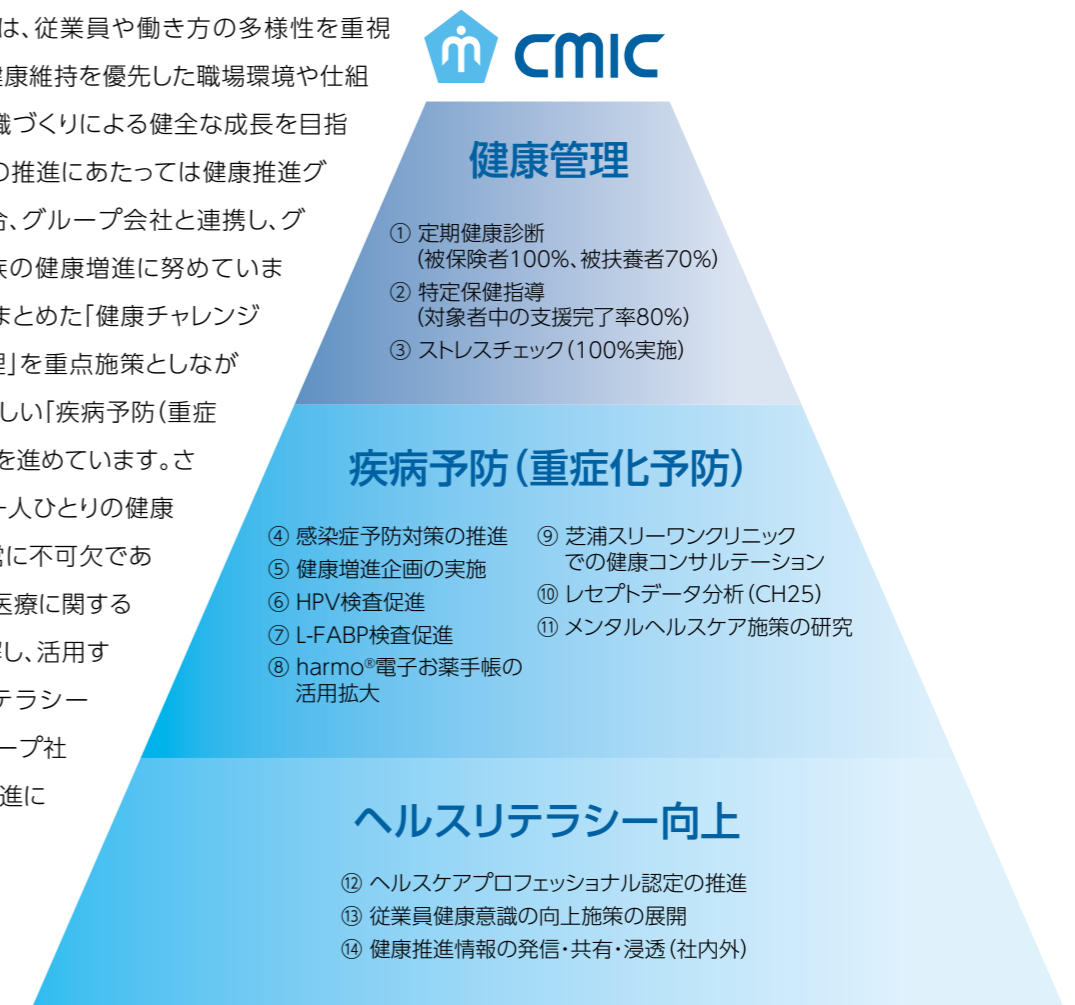 は、従業員や働き方の多様性を重視
健康維持を優先した職場環境や仕組
織づくりによる健全な成長を目指
の推進にあたっては健康推進グ
合、グループ会社と連携し、グ
族の健康増進に努めていま
まとめた「健康チャレンジ
理」を重点施策としなが
しい「疾病予防(重症
を進めています。さ
一人ひとりの健康
常に不可欠であ
医療に関する
解し、活用す
テラシー
ープ社
進に
CMIC
健康管理
① 定期健康診断
(被保険者100%、被扶養者70%)
② 特定保健指導
(対象者中の支援完了率80%)
③ ストレスチェック(100%実施)
疾病予防(重症化予防)
④ 感染症予防対策の推進
⑤ 健康増進企画の実施
⑥ HPV検査促進
⑦ L-FABP検査促進
⑧ harmo®電子お薬手帳の
活用拡大
⑨ 芝浦スリーワンクリニック
での健康コンサルテーション
⑩ レセプトデータ分析(CH25)
⑪ メンタルヘルスケア施策の研究
ヘルスリテラシー向上
⑫ ヘルスケアプロフェッショナル認定の推進
⑬ 従業員健康意識の向上施策の展開
⑭ 健康推進情報の発信・共有・浸透(社内外)